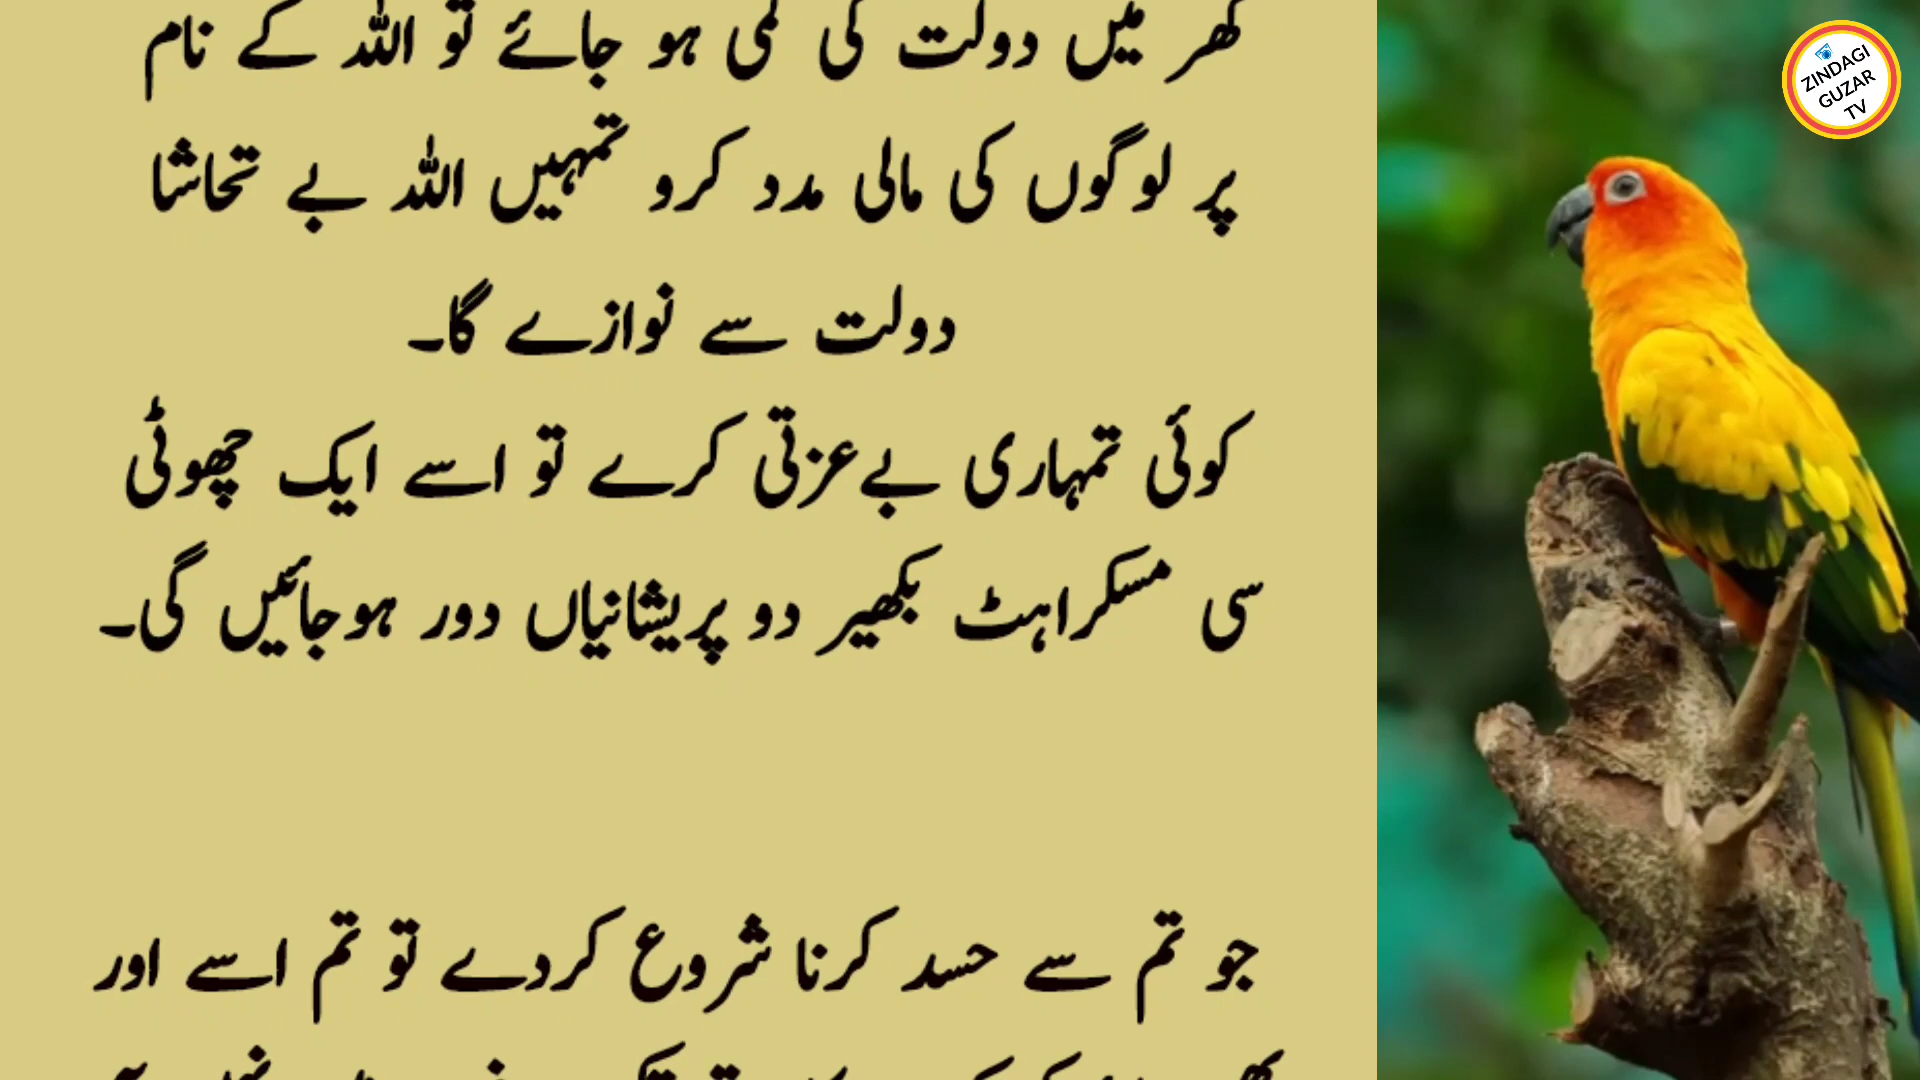 گھر میں دولت کی کمی ہو جائے تو اللہ کے نام
پر لوگوں کی مالی مدد کرو تمہیں اللہ بے تحاشا
دولت سے نوازے گا۔
کوئی تمہاری بےعزتی کرے تو اسے ایک چھوٹی
سی مسکراہٹ بکھیر دو پریشانیاں دور ہوجائیں گی۔
جو تم سے حسد کرنا شروع کردے تو تم اسے اور
ZINDAGI
GUZAR
TV